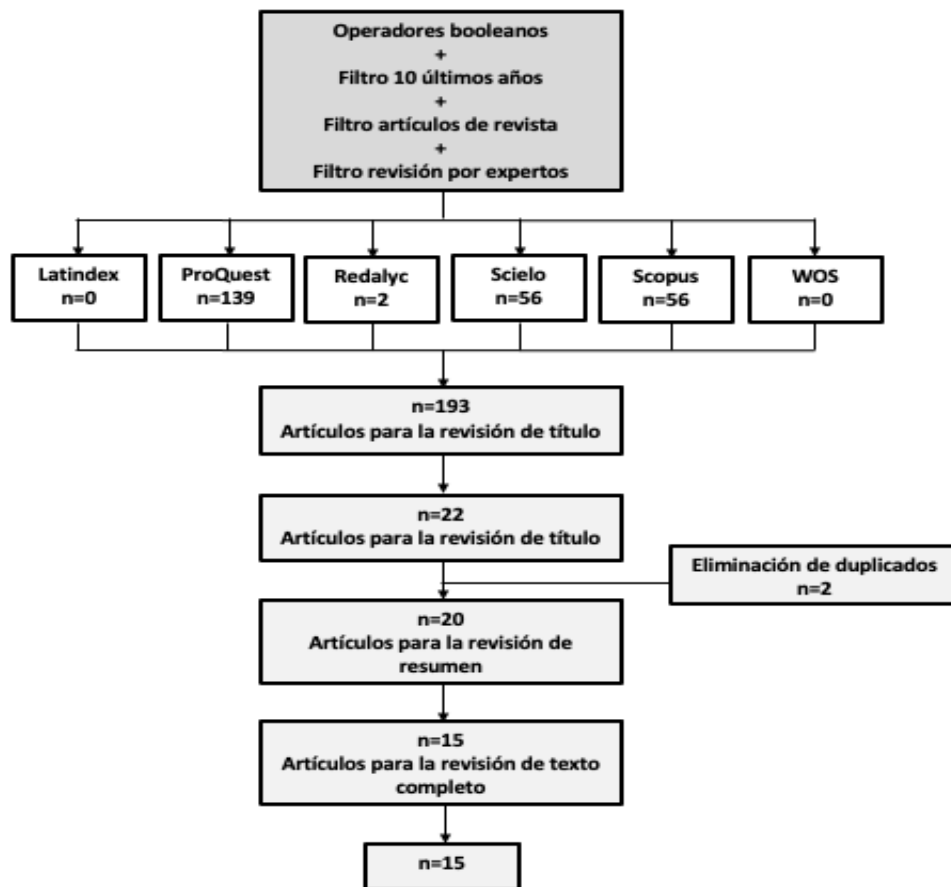 Operadores booleanos
+
Filtro 10 últimos años
+
Filtro artículos de revista
+
Filtro revisión por expertos
Latindex
n=0
ProQuest
n=139
Redalyc
n=2
Scielo
n=56
Scopus
n=56
WOS
n=0
n=193
Artículos para la revisión de título
n=22
Artículos para la revisión de título
Eliminación de duplicados
n=2
n=20
Artículos para la revisión de
resumen
n=15
Artículos para la revisión de texto
completo
n=15